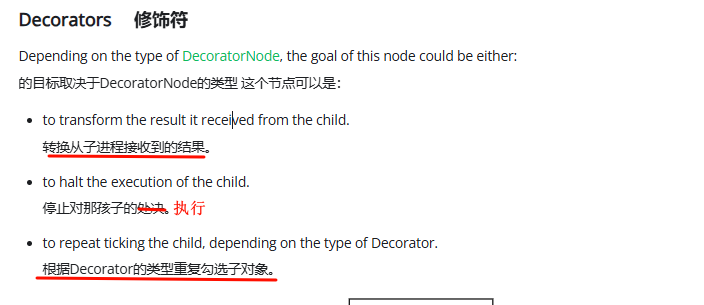 Decorators 修饰符
Depending on the type of DecoratorNode, the goal of this node could be either:
的目标取决于DecoratorNode的类型 这个节点可以是：
to transform the result it received from the child.
转换从子进程接收到的结果。
to halt the execution of the child.
停止对那孩子的处决。执行
to repeat ticking the child, depending on the type of Decorator.
根据Decorator的类型重复勾选子对象。